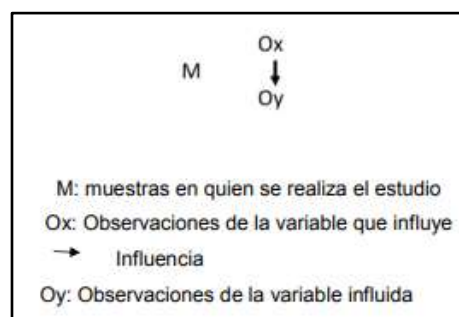 Ox
M
Oy
M: muestras en quien se realiza el estudio
Ox: Observaciones de la variable que influye
Influencia
Oy: Observaciones de la variable influida